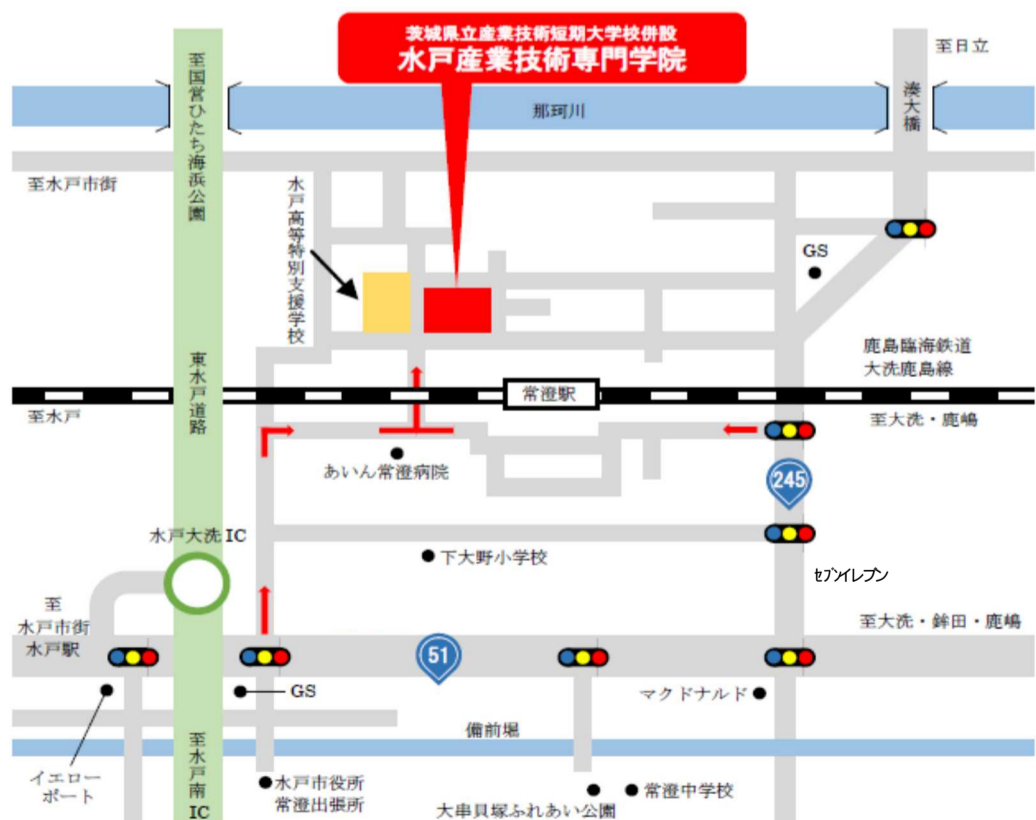 茨城県立産業技術短期大学校併設
水戸産業技術専門学院
至日立
至国営ひたち海浜公園
那珂川
湊大橋
至水戸市街
水戸高等特別支援学校
GS
東水戸道路
鹿島臨海鉄道
大洗鹿島線
常澄駅
至水戸
至大洗・鹿嶋
あいん常澄病院
245
水戸大洗 IC
下大野小学校
セブンイレブン
至
水戸市街
水戸駅
至大洗・鉾田・鹿嶋
51
GS
マクドナルド
備前堀
至水戸南IC
イエロー
ポート
水戸市役所
常澄出張所
大串貝塚ふれあい公園
常澄中学校